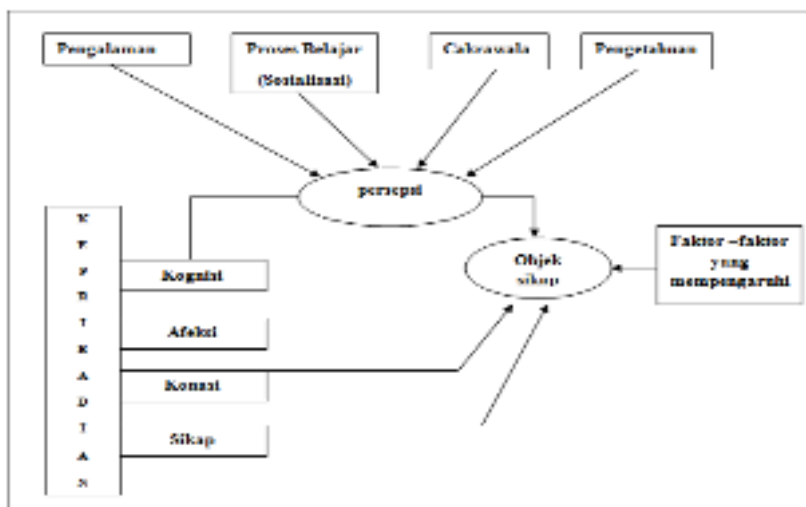 Pengalaman
Proses Belajar
(Sosialisasi)
Cakrawala
Pengetahuan
persepsi
K
E
P
R
I
B
A
D
I
A
N
Kognisi
Afeksi
Konasi
Sikap
Objek
sikap
Faktor –faktor
yang
mempengaruhi